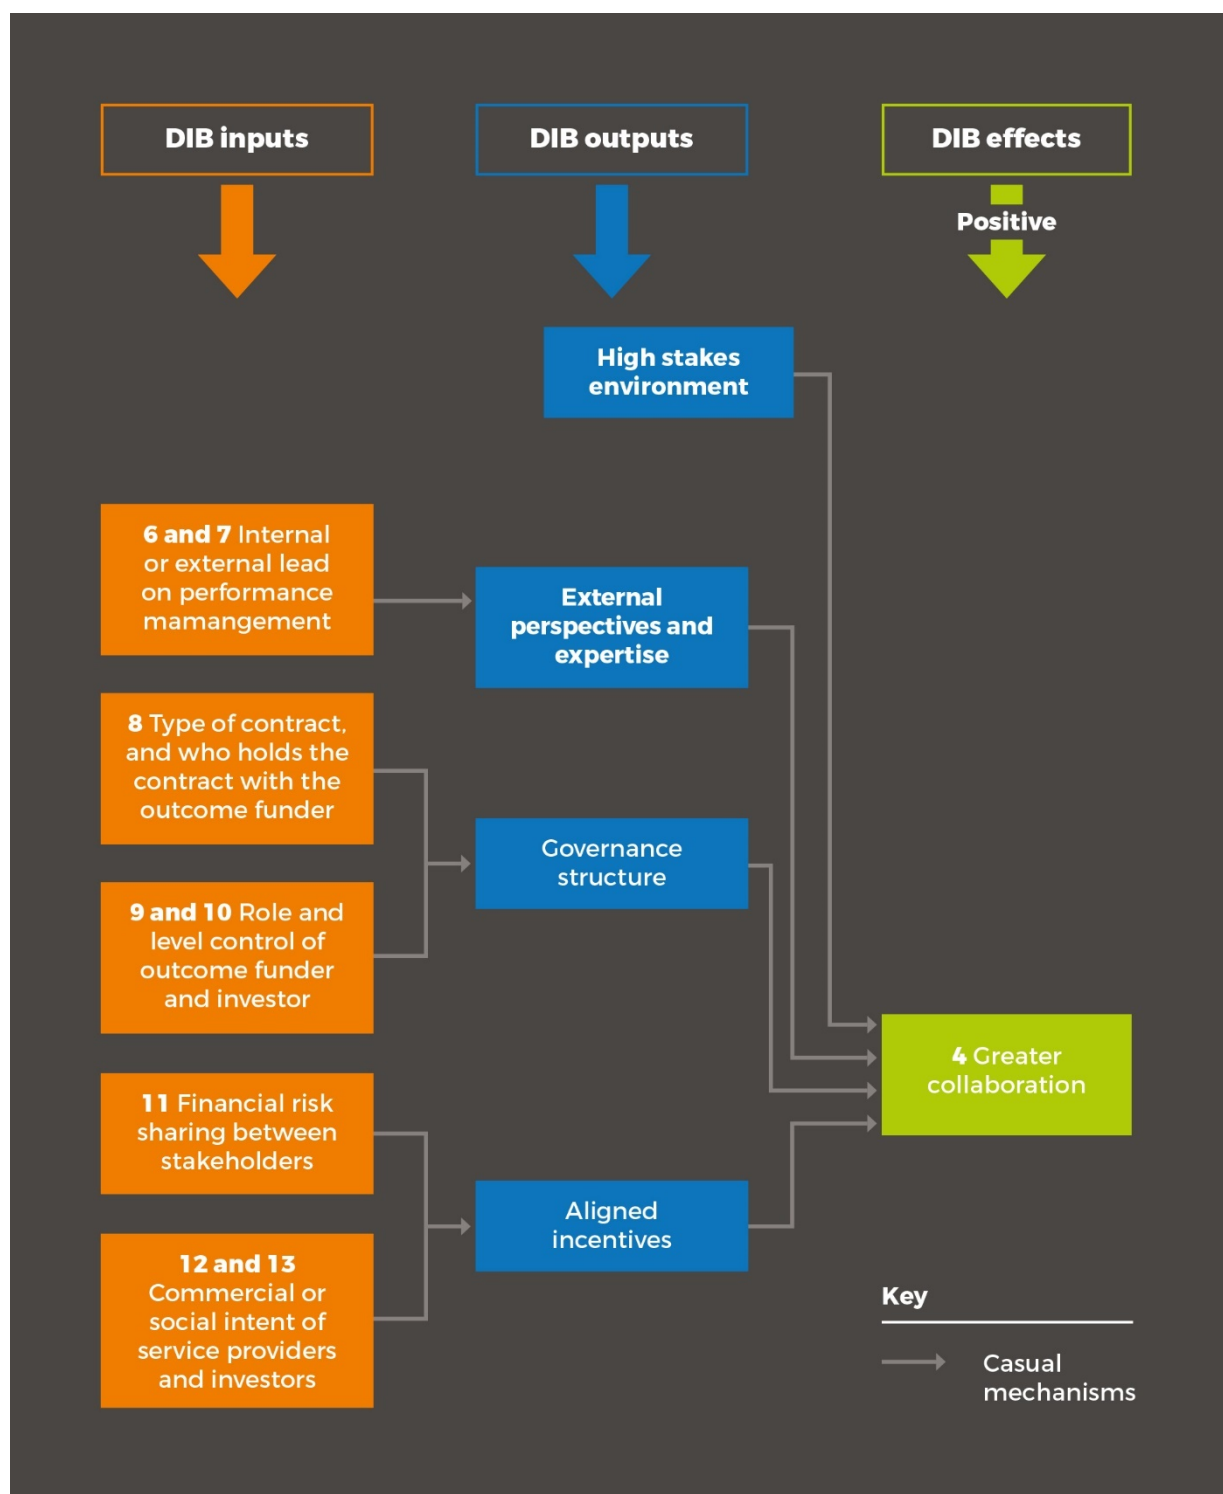 DIB inputs
DIB outputs
DIB effects
Positive
High stakes
environment
6 and 7 Internal
or external lead
on performance
mamangement
External
perspectives and
expertise
8 Type of contract,
and who holds the
contract with the
outcome funder
Governance
structure
9 and 10 Role and
level control of
outcome funder
and investor
4 Greater
collaboration
11 Financial risk
sharing between
stakeholders
Aligned
incentives
12 and 13
Commercial or
social intent of
service providers
and investors
Key
Casual
mechanisms